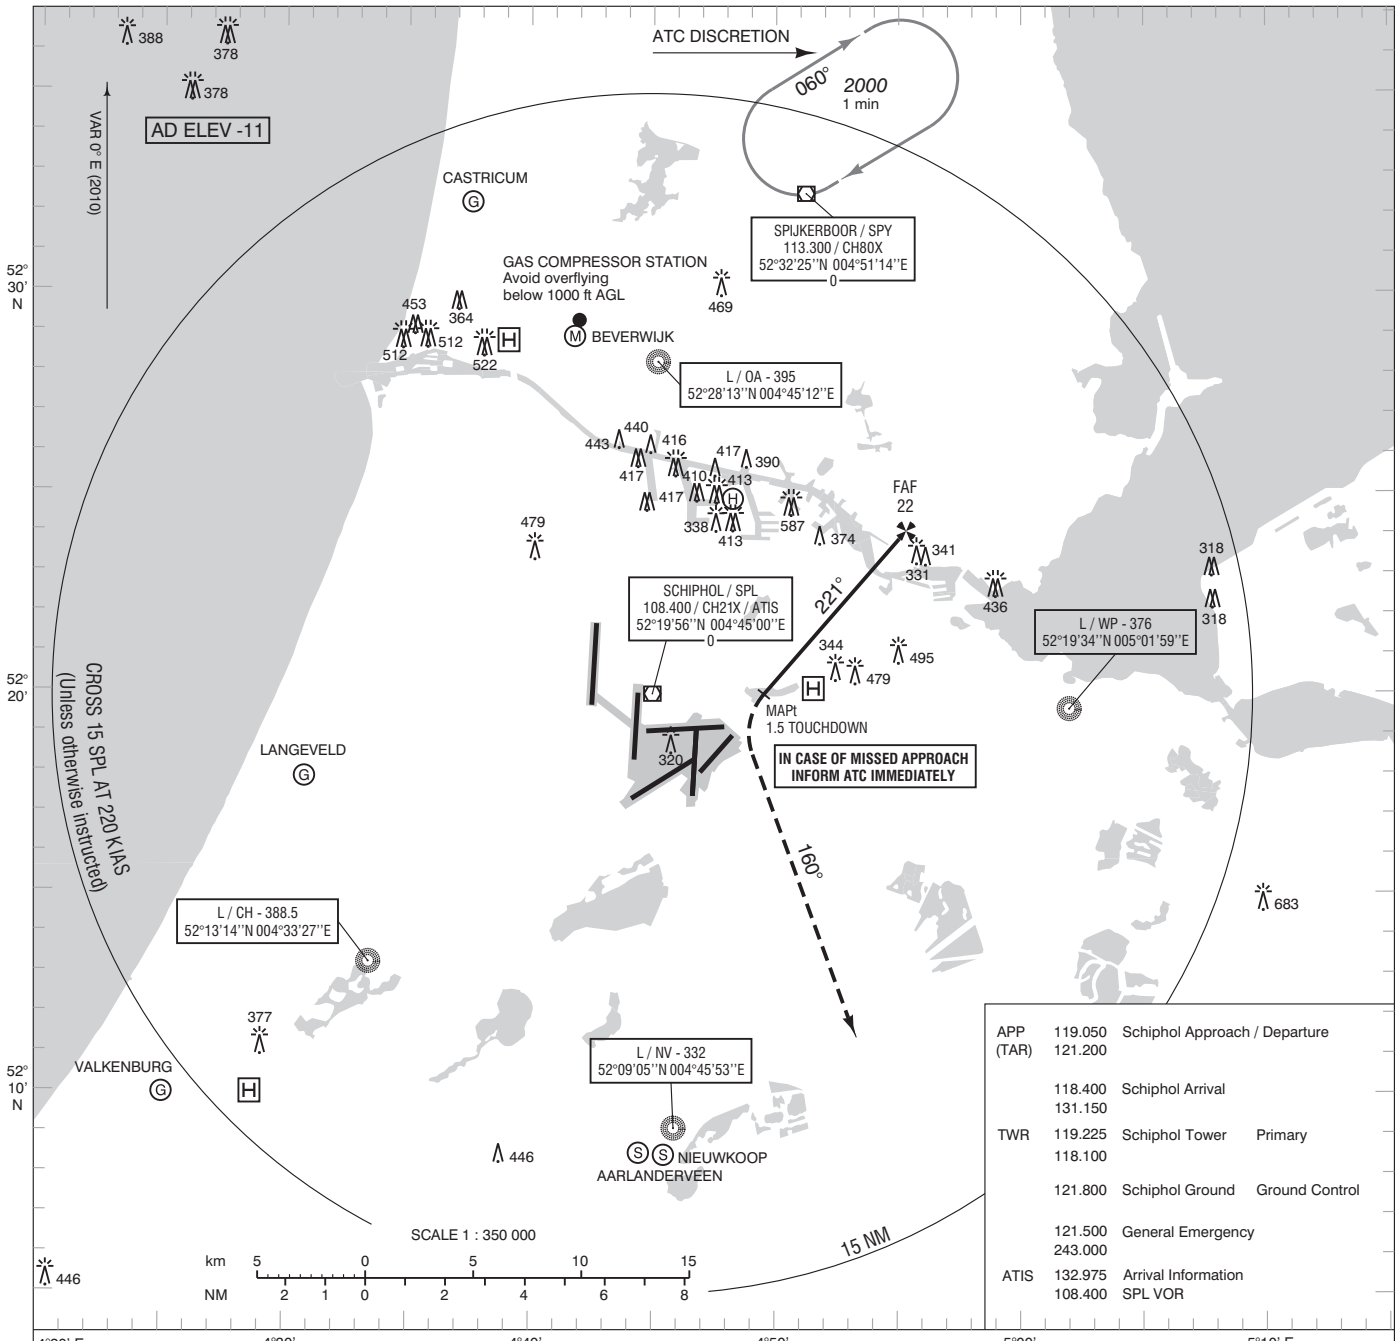 388
378
378
ATC DISCRETION
060°
2000
1 min
AD ELEV -11
VAR 0° E (2010)
CASTRICUM
G
SPIJKERBOOR / SPY
113.300 / CH80X
52°32'25''N 004°51'14''E
0
GAS COMPRESSOR STATION
Avoid overflying
below 1000 ft AGL
52°
30'
N
469
453
364
512
512
522
H
M
BEVERWIJK
L / OA - 395
52°28'13''N 004°45'12''E
440
443
416
417
417
390
410
413
417
H
338
413
587
374
FAF
22
479
341
331
436
318
318
221°
SCHIPHOL / SPL
108.400 / CH21X / ATIS
52°19'56''N 004°45'00''E
0
L / WP - 376
52°19'34''N 005°01'59''E
344
495
479
H
52°
20'
MAPt
1.5 TOUCHDOWN
320
IN CASE OF MISSED APPROACH
INFORM ATC IMMEDIATELY
CROSS 15 SPL AT 220 KIAS
(Unless otherwise instructed)
LANGEVELD
G
160°
683
L / CH - 388.5
52°13'14''N 004°33'27''E
377
VALKENBURG
G
H
52°
10'
N
L / NV - 332
52°09'05''N 004°45'53''E
446
S
S
NIEUWKOOP
AARLANDERVEEN
APP 119.050 Schiphol Approach / Departure
(TAR) 121.200
118.400 Schiphol Arrival
131.150
TWR 119.225 Schiphol Tower Primary
118.100
121.800 Schiphol Ground Ground Control
121.500 General Emergency
243.000
ATIS 132.975 Arrival Information
108.400 SPL VOR
15 NM
SCALE 1 : 350 000
km 5 0 5 10 15
NM 2 1 0 2 4 6 8
446